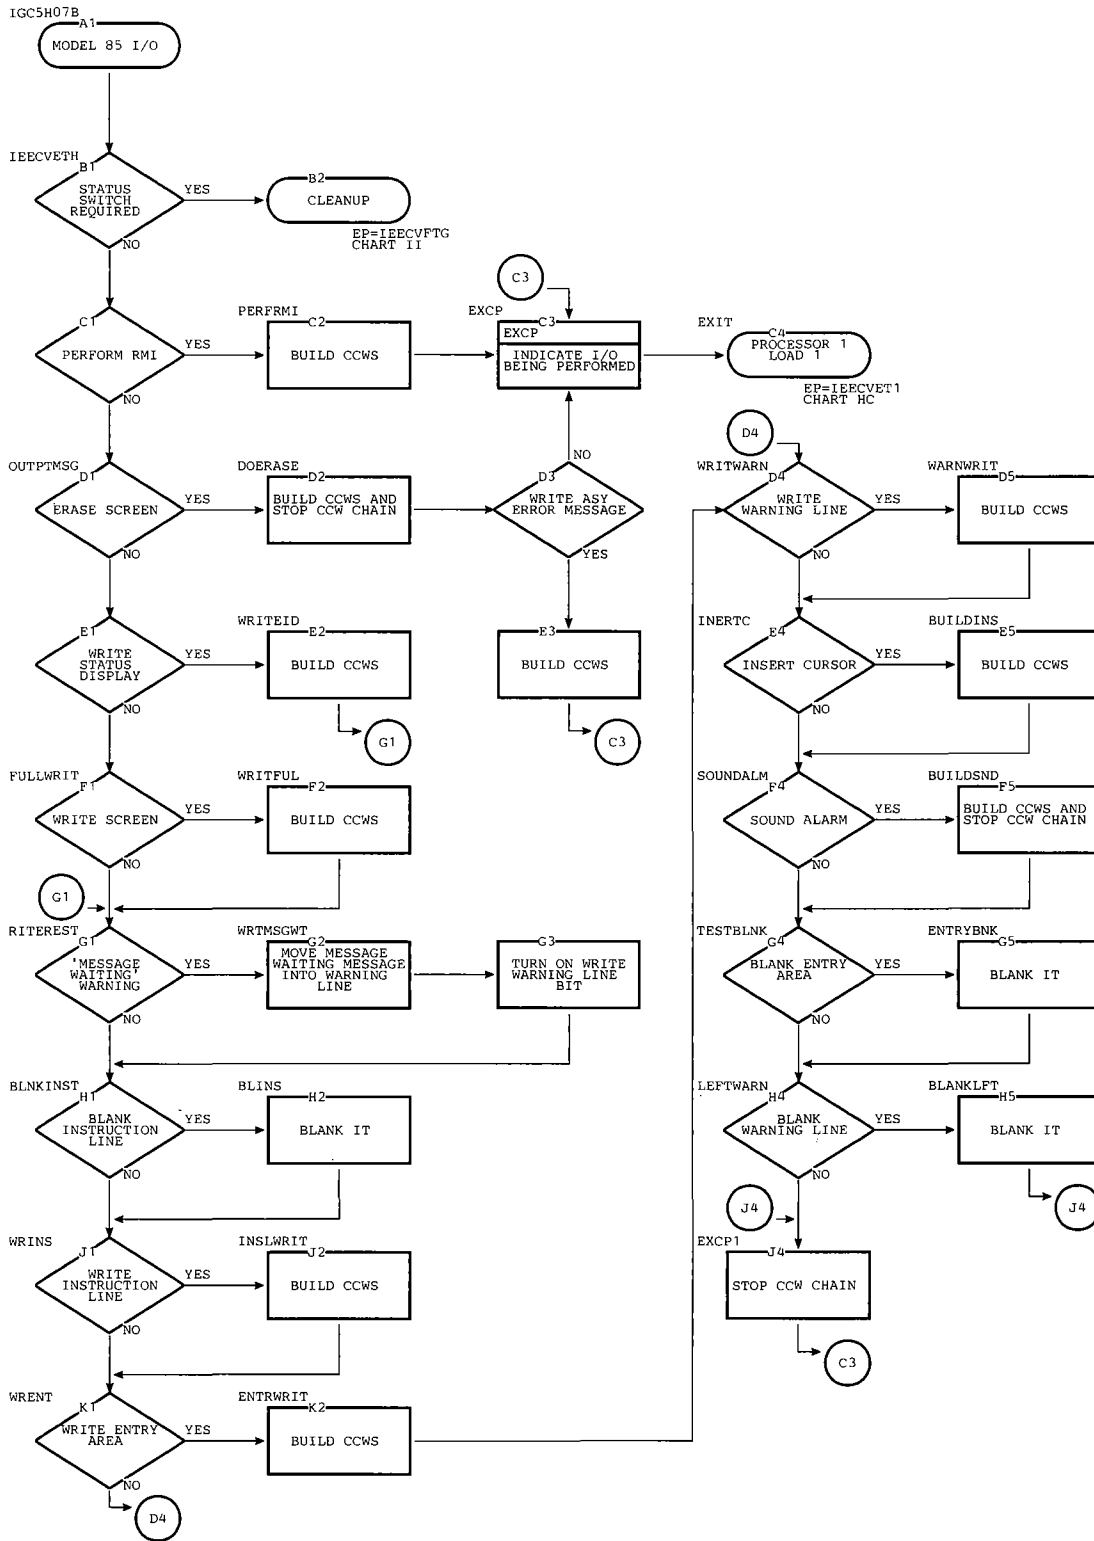 IGC5H07B
A1
MODEL 85 I/O
IEECVETH
B1
STATUS
SWITCH
REQUIRED
YES
NO
B2
CLEANUP
EP=IEECVFTG
CHART II
C3
C1
PERFORM RMI
YES
NO
PERFRMI
C2
BUILD CCWS
EXCP
C3
EXCP
INDICATE I/O
BEING PERFORMED
EXIT
C4
PROCESSOR 1
LOAD 1
EP=IEECVET1
CHART HC
OUTPTMSG
D1
ERASE SCREEN
YES
NO
DOERASE
D2
BUILD CCWS AND
STOP CCW CHAIN
NO
D3
WRITE ASY
ERROR MESSAGE
YES
D4
WRITWARN
D4
WRITE
WARNING LINE
YES
NO
WARNWRIT
D5
BUILD CCWS
E1
WRITE
STATUS
DISPLAY
YES
NO
WRITEID
E2
BUILD CCWS
G1
E3
BUILD CCWS
C3
INERTC
E4
INSERT CURSOR
YES
NO
BUILDINS
E5
BUILD CCWS
FULLWRIT
F1
WRITE SCREEN
YES
NO
WRITFUL
F2
BUILD CCWS
SOUNDALM
F4
SOUND ALARM
YES
NO
BUILDSND
F5
BUILD CCWS AND
STOP CCW CHAIN
G1
RITEREST
G1
'MESSAGE
WAITING'
WARNING
YES
NO
WRTMSGWT
G2
MOVE MESSAGE
WAITING MESSAGE
INTO WARNING
LINE
G3
TURN ON WRITE
WARNING LINE
BIT
TESTBLNK
G4
BLANK ENTRY
AREA
YES
NO
ENTRYBNK
G5
BLANK IT
BLNKINST
H1
BLANK
INSTRUCTION
LINE
YES
NO
BLINS
H2
BLANK IT
LEFTWARN
H4
BLANK
WARNING LINE
YES
NO
BLANKLFT
H5
BLANK IT
J4
J4
WRINS
J1
WRITE
INSTRUCTION
LINE
YES
NO
INSLWRIT
J2
BUILD CCWS
EXCP1
J4
STOP CCW CHAIN
C3
WRENT
K1
WRITE ENTRY
AREA
YES
NO
ENTRWRIT
K2
BUILD CCWS
D4